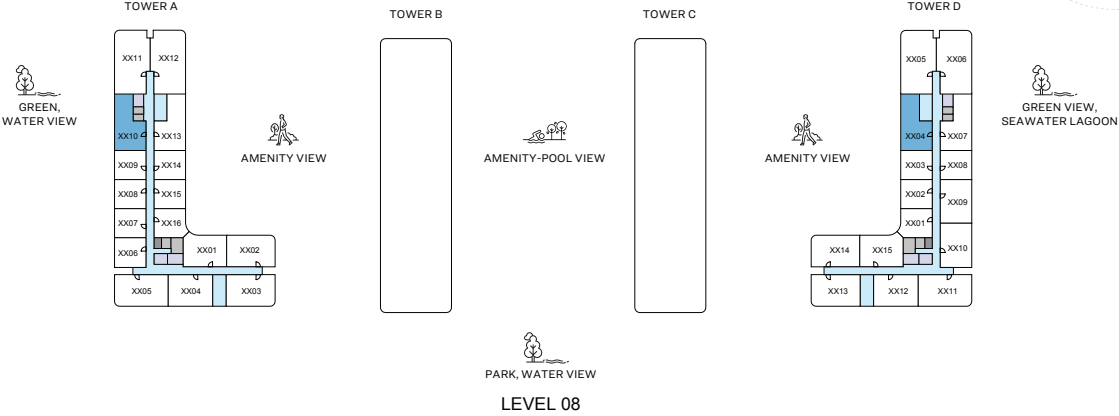 TOWER A
TOWER B
TOWER C
TOWER D
XX11
XX12
XX05
XX06
GREEN,
WATER VIEW
GREEN VIEW,
SEAWATER LAGOON
XX10
XX13
XX04
XX07
AMENITY VIEW
AMENITY-POOL VIEW
AMENITY VIEW
XX09
XX14
XX03
XX08
XX08
XX15
XX02
XX09
XX07
XX16
XX01
XX06
XX01
XX02
XX14
XX15
XX10
XX05
XX04
XX03
XX13
XX12
XX11
PARK, WATER VIEW
LEVEL 08